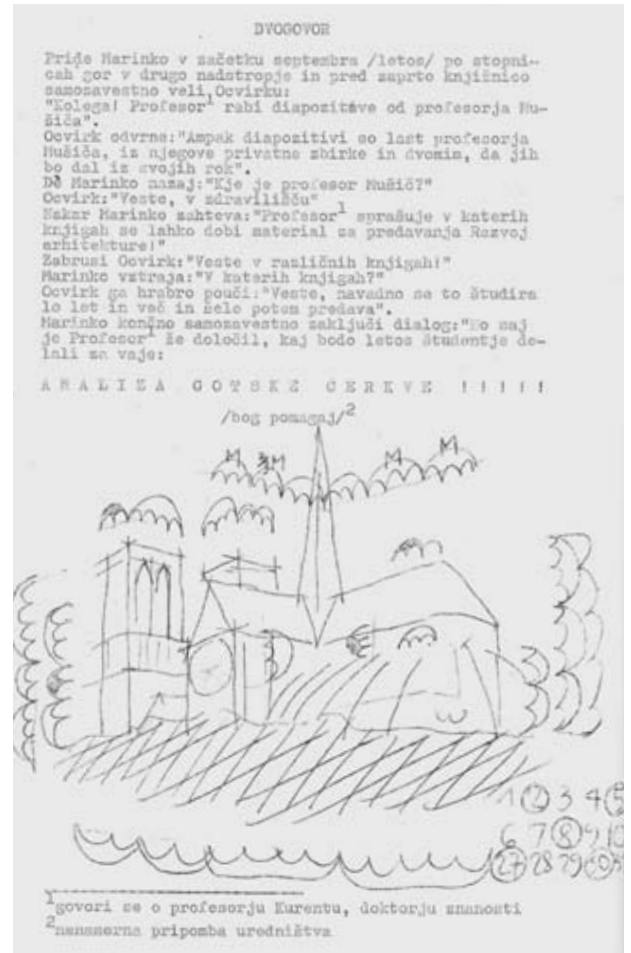 DVOGOVOR
Pride Marinko v začetku septembra /letos/ po stopni-
cah gor v drugo nadstropje in pred zaprto knjižnico
samozavestno veli Ocvirku:
"Kolega! Profesor¹ rabi diapozitive od profesorja Mu-
šiča".
Ocvirk odvrne:"Ampak diapozitivi so last profesorja
Mušiča, iz njegove privatne zbirke in dvomim, da jih
bo dal iz svojih rok".
Dè Marinko nazaj:"Kje je profesor Mušič?"
Ocvirk:"Veste, v zdravilišču"
Nakar Marinko zahteva:"Profesor¹ sprašuje v katerih
knjigah se lahko dobi material za predavanja Razvoj
arhitekture!"
Zabrusi Ocvirk:"Veste v različnih knjigah!"
Marinko vztraja:"V katerih knjigah?"
Ocvirk ga hrabro pouči:"Veste, navadno se to študira
lo let in več in šele potem predava".
Marinko končno samozavestno zaključi dialog:"No naj
je Profesor¹ že določil, kaj bodo letos študentje de-
lali za vaje:
A N A L I Z A G O T S K E C E R K V E ! ! ! ! !
/bog pomagaj/²
M M M M
1 2 3 4 5
6 7 8 9 10
27 28 29
¹govori se o profesorju Kurentu, doktorju znanosti
²nenamerna pripomba uredništva